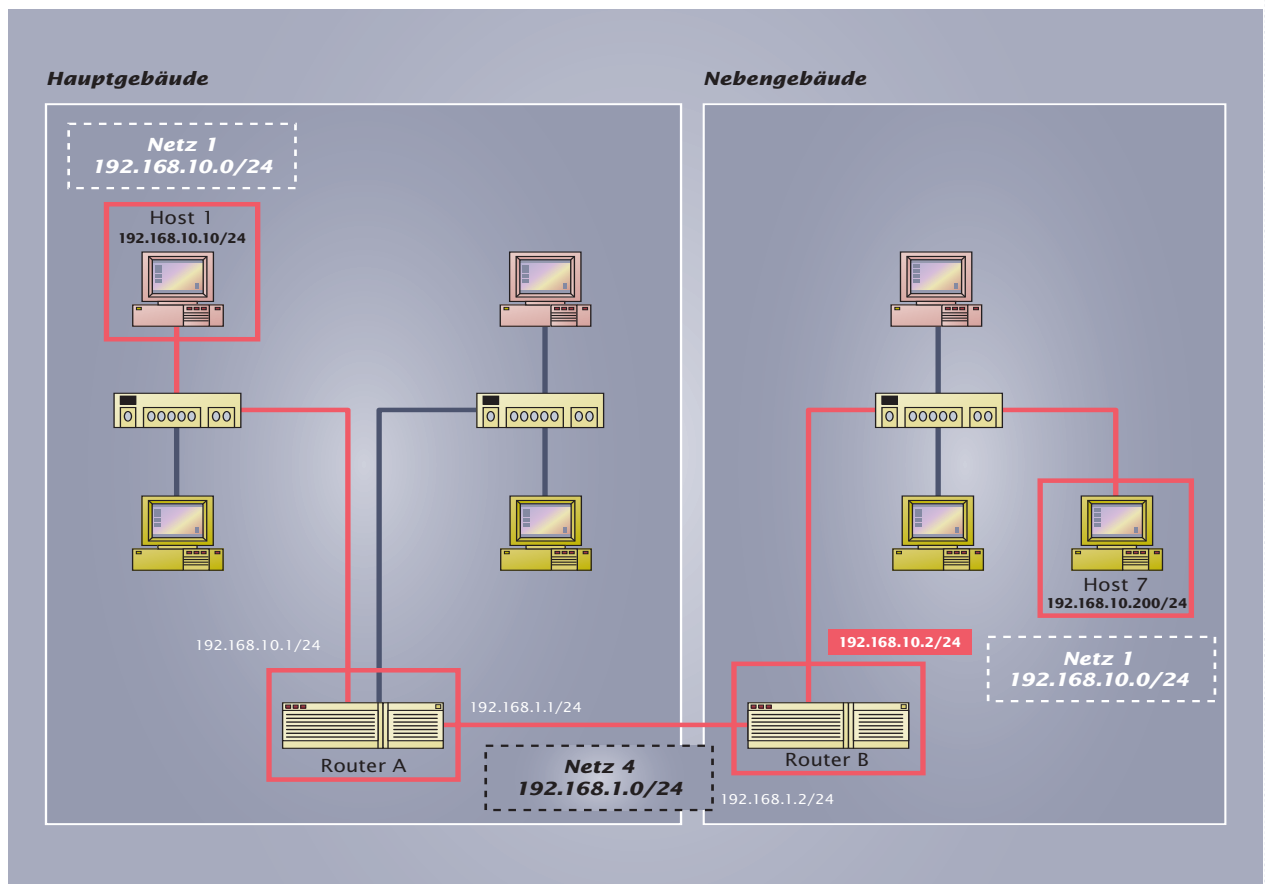 Hauptgebäude
Netz 1
192.168.10.0/24
Host 1
192.168.10.10/24
192.168.10.1/24
Router A
192.168.1.1/24
Netz 4
192.168.1.0/24
Nebengebäude
Host 7
192.168.10.200/24
192.168.10.2/24
Netz 1
192.168.10.0/24
Router B
192.168.1.2/24